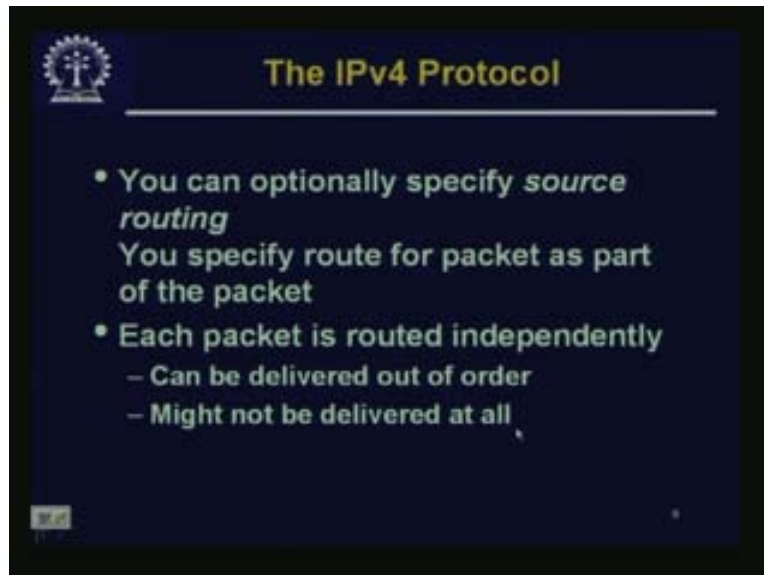 The IPv4 Protocol
• You can optionally specify source
routing
You specify route for packet as part
of the packet
• Each packet is routed independently
– Can be delivered out of order
– Might not be delivered at all